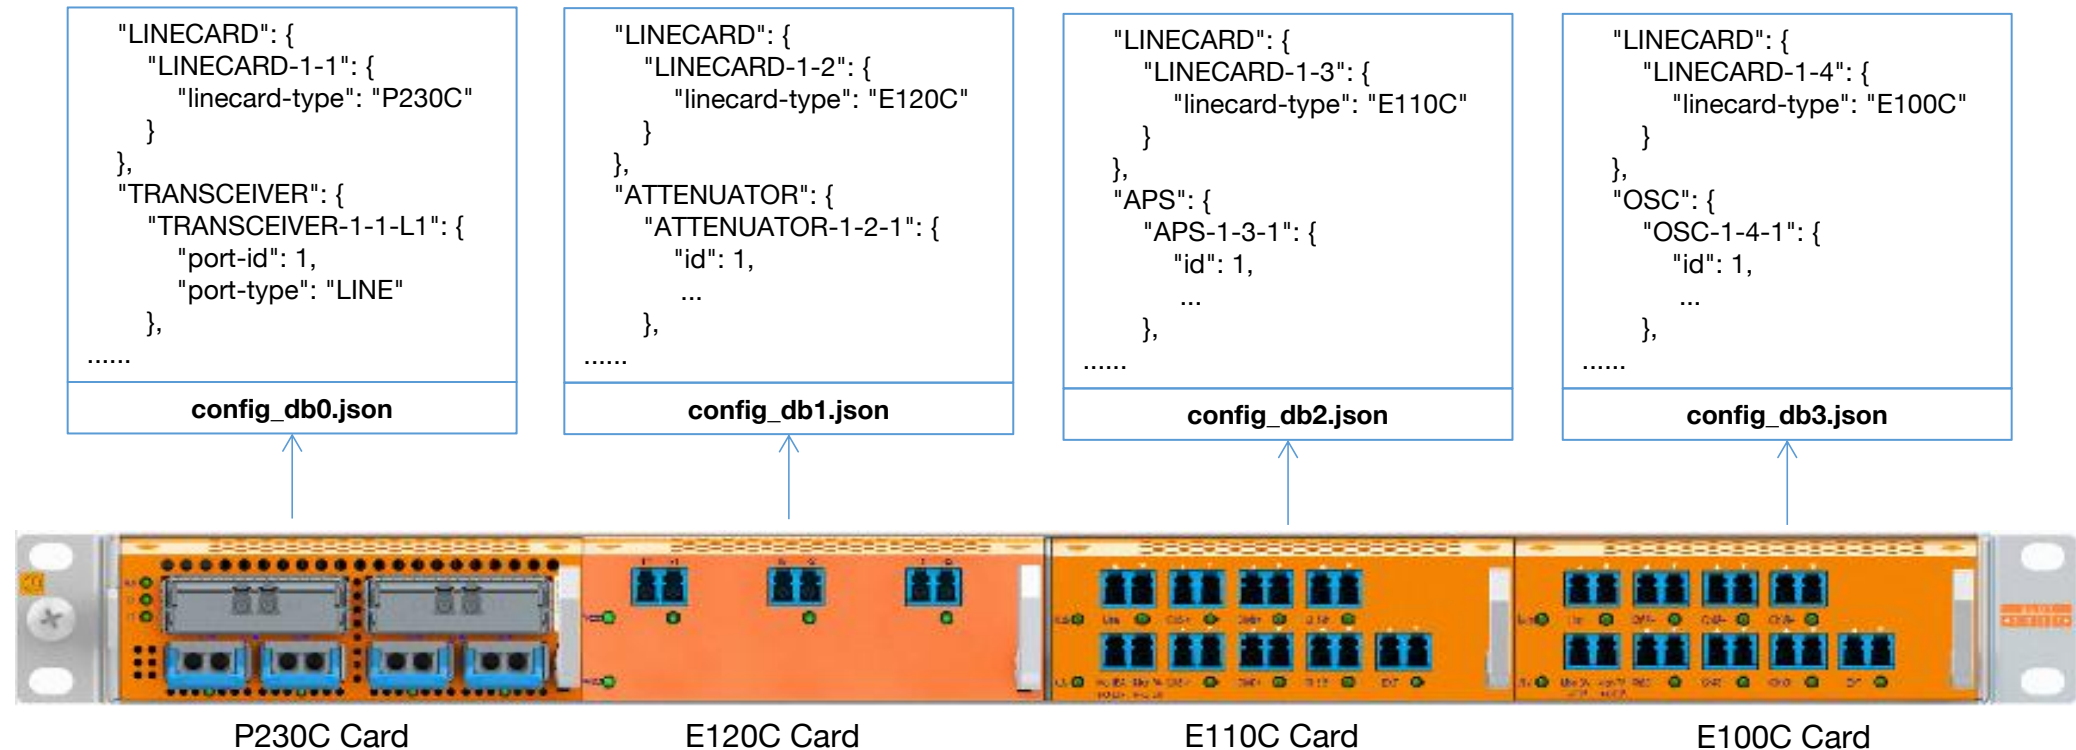 "LINECARD": {
"LINECARD-1-1": {
"linecard-type": "P230C"
}
},
"TRANSCEIVER": {
"TRANSCEIVER-1-1-L1": {
"port-id": 1,
"port-type": "LINE"
},
......
config_db0.json
"LINECARD": {
"LINECARD-1-2": {
"linecard-type": "E120C"
}
},
"ATTENUATOR": {
"ATTENUATOR-1-2-1": {
"id": 1,
...
},
......
config_db1.json
"LINECARD": {
"LINECARD-1-3": {
"linecard-type": "E110C"
}
},
"APS": {
"APS-1-3-1": {
"id": 1,
...
},
......
config_db2.json
"LINECARD": {
"LINECARD-1-4": {
"linecard-type": "E100C"
}
},
"OSC": {
"OSC-1-4-1": {
"id": 1,
...
},
......
config_db3.json
P230C Card
E120C Card
E110C Card
E100C Card